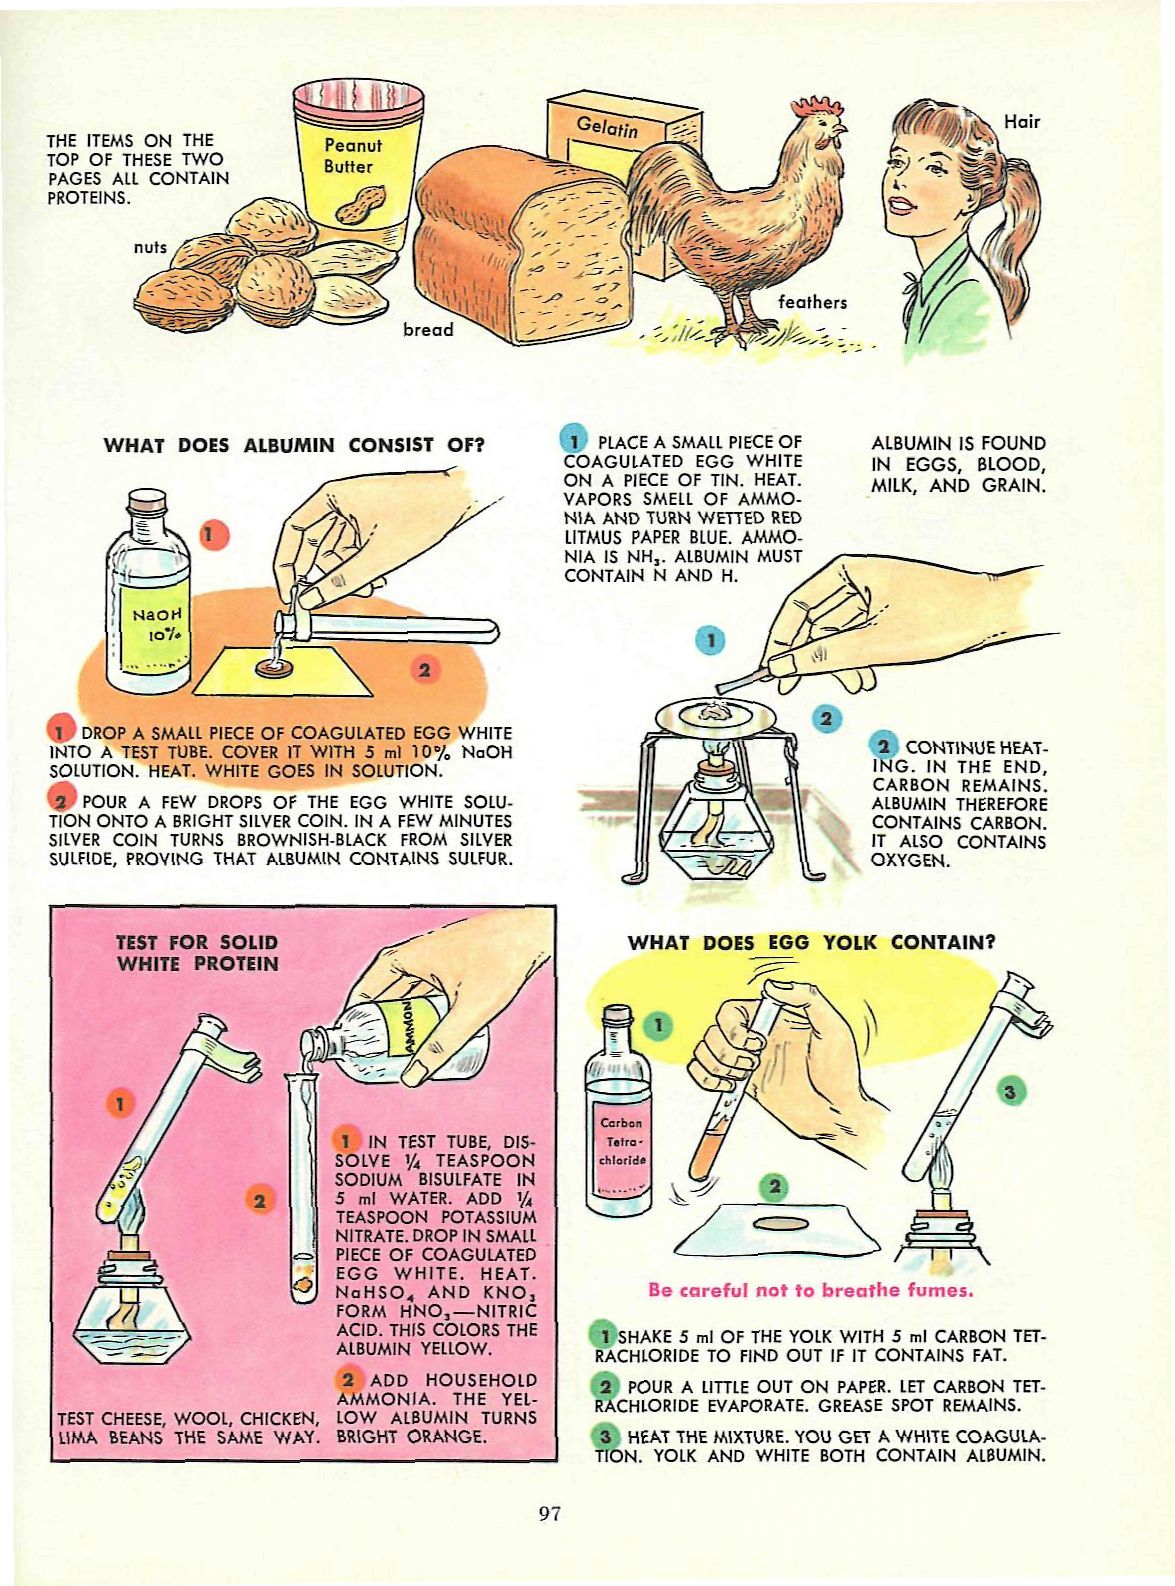 THE ITEMS ON THE
TOP OF THESE TWO
PAGES ALL CONTAIN
PROTEINS.
Peanut
Butter
Gelatin
Hair
nuts
bread
feathers
WHAT DOES ALBUMIN CONSIST OF?
1
NaOH
10%
2
1 DROP A SMALL PIECE OF COAGULATED EGG WHITE
INTO A TEST TUBE. COVER IT WITH 5 ml 10% NaOH
SOLUTION. HEAT. WHITE GOES IN SOLUTION.
2 POUR A FEW DROPS OF THE EGG WHITE SOLU-
TION ONTO A BRIGHT SILVER COIN. IN A FEW MINUTES
SILVER COIN TURNS BROWNISH-BLACK FROM SILVER
SULFIDE, PROVING THAT ALBUMIN CONTAINS SULFUR.
1 PLACE A SMALL PIECE OF
COAGULATED EGG WHITE
ON A PIECE OF TIN. HEAT.
VAPORS SMELL OF AMMO-
NIA AND TURN WETTED RED
LITMUS PAPER BLUE. AMMO-
NIA IS NH₃. ALBUMIN MUST
CONTAIN N AND H.
ALBUMIN IS FOUND
IN EGGS, BLOOD,
MILK, AND GRAIN.
1
2
2 CONTINUE HEAT-
ING. IN THE END,
CARBON REMAINS.
ALBUMIN THEREFORE
CONTAINS CARBON.
IT ALSO CONTAINS
OXYGEN.
TEST FOR SOLID
WHITE PROTEIN
AMMON
1
2
1 IN TEST TUBE, DIS-
SOLVE ¼ TEASPOON
SODIUM BISULFATE IN
5 ml WATER. ADD ¼
TEASPOON POTASSIUM
NITRATE. DROP IN SMALL
PIECE OF COAGULATED
EGG WHITE. HEAT.
NaHSO₄ AND KNO₃
FORM HNO₃—NITRIC
ACID. THIS COLORS THE
ALBUMIN YELLOW.
2 ADD HOUSEHOLD
AMMONIA. THE YEL-
LOW ALBUMIN TURNS
BRIGHT ORANGE.
TEST CHEESE, WOOL, CHICKEN,
LIMA BEANS THE SAME WAY.
WHAT DOES EGG YOLK CONTAIN?
1
Carbon
Tetra-
chloride
2
3
Be careful not to breathe fumes.
1 SHAKE 5 ml OF THE YOLK WITH 5 ml CARBON TET-
RACHLORIDE TO FIND OUT IF IT CONTAINS FAT.
2 POUR A LITTLE OUT ON PAPER. LET CARBON TET-
RACHLORIDE EVAPORATE. GREASE SPOT REMAINS.
3 HEAT THE MIXTURE. YOU GET A WHITE COAGULA-
TION. YOLK AND WHITE BOTH CONTAIN ALBUMIN.
97